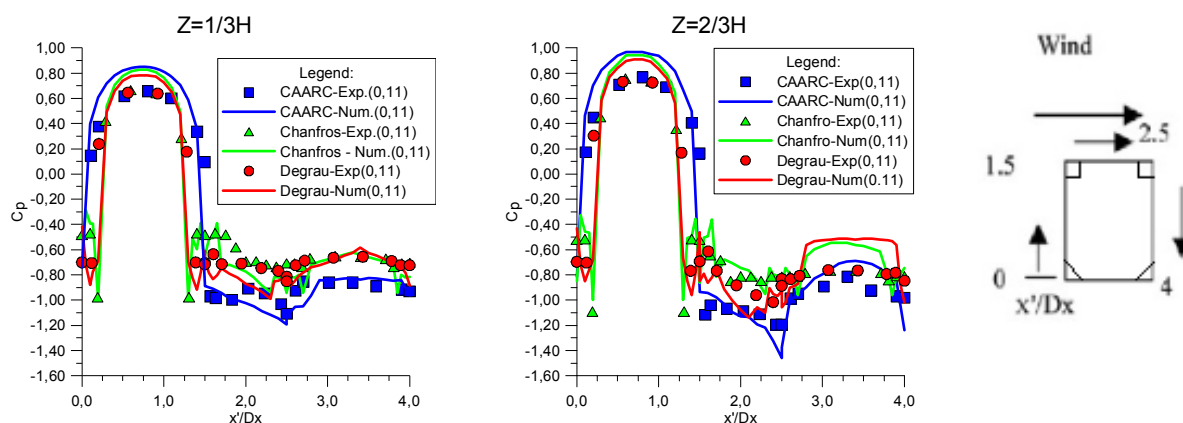 Z=1/3H
1,00
0,80
0,60
0,40
0,20
0,00
-0,20
-0,40
-0,60
-0,80
-1,00
-1,20
-1,40
-1,60
Cp
0,0 1,0 2,0 3,0 4,0
x'/Dx
Legend:
CAARC-Exp.(0,11)
CAARC-Num.(0,11)
Chanfros-Exp.(0,11)
Chanfros - Num.(0,11)
Degrau-Exp(0,11)
Degrau-Num(0,11)
Z=2/3H
1,00
0,80
0,60
0,40
0,20
0,00
-0,20
-0,40
-0,60
-0,80
-1,00
-1,20
-1,40
-1,60
Cp
0,0 1,0 2,0 3,0 4,0
x'/Dx
Legend:
CAARC-Exp(0,11)
CAARC-Num(0,11)
Chanfro-Exp(0,11)
Chanfro-Num(0,11)
Degrau-Exp(0,11)
Degrau-Num(0.11)
Wind
2.5
1.5
0
4
x'/Dx